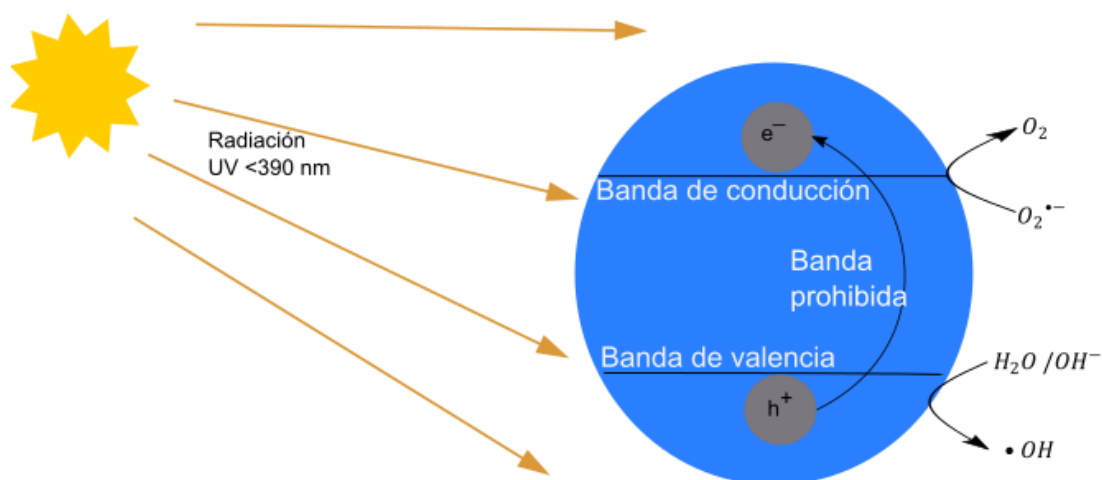 Radiación
UV <390 nm
e⁻
Banda de conducción
O₂
O₂•⁻
Banda
prohibida
Banda de valencia
h⁺
H₂O /OH⁻
• OH